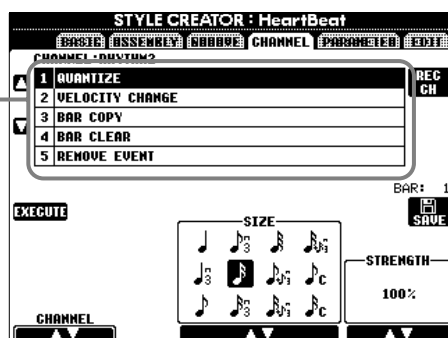 STYLE CREATOR : HeartBeat
BASIC ASSEMBLY GROOVE CHANNEL PARAMETER EDIT
CHANNEL :RHYTHM2
1 QUANTIZE
2 VELOCITY CHANGE
3 BAR COPY
4 BAR CLEAR
5 REMOVE EVENT
REC
CH
BAR: 1
EXECUTE
SAVE
SIZE
STRENGTH
100%
CHANNEL